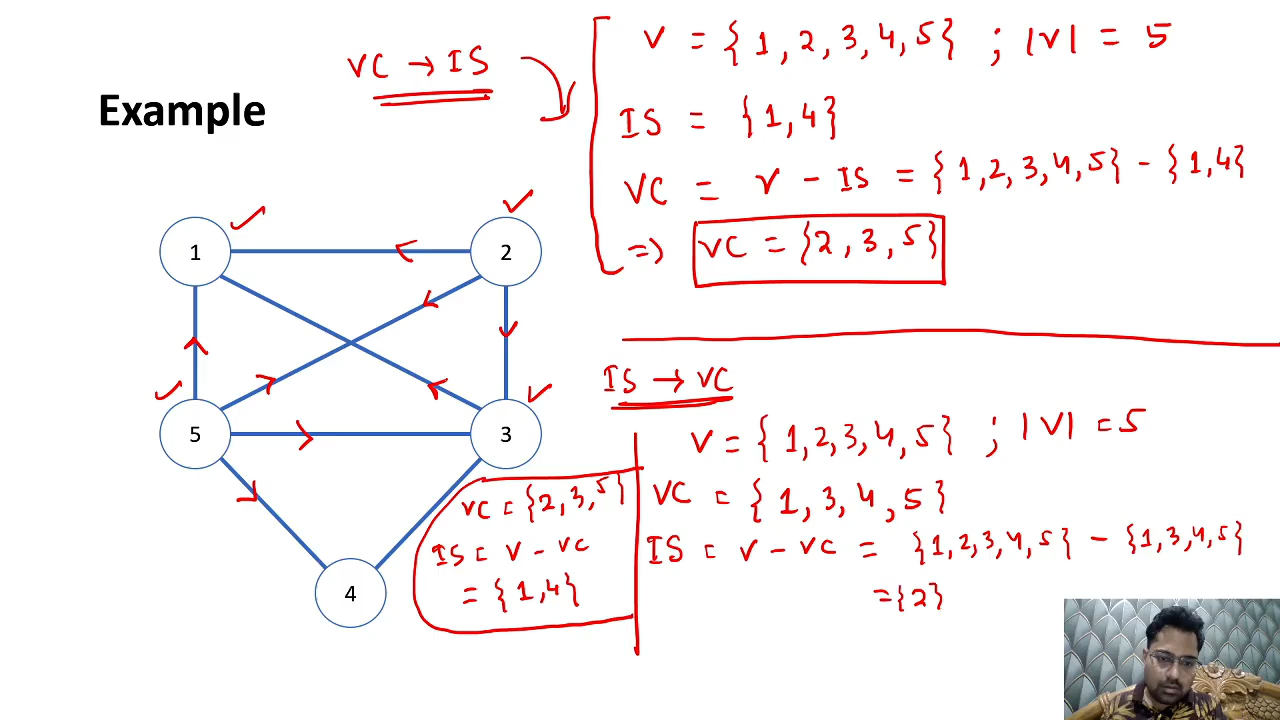 Example
VC → IS
V = {1, 2, 3, 4, 5} ; |V| = 5
IS = {1, 4}
VC = V - IS = {1, 2, 3, 4, 5} - {1, 4}
=> VC = {2, 3, 5}
1
2
5
3
4
IS → VC
V = {1, 2, 3, 4, 5} ; |V| = 5
VC = {1, 3, 4, 5}
IS = V - VC = {1, 2, 3, 4, 5} - {1, 3, 4, 5}
= {2}
VC = {2, 3, 5}
IS = V - VC
= {1, 4}